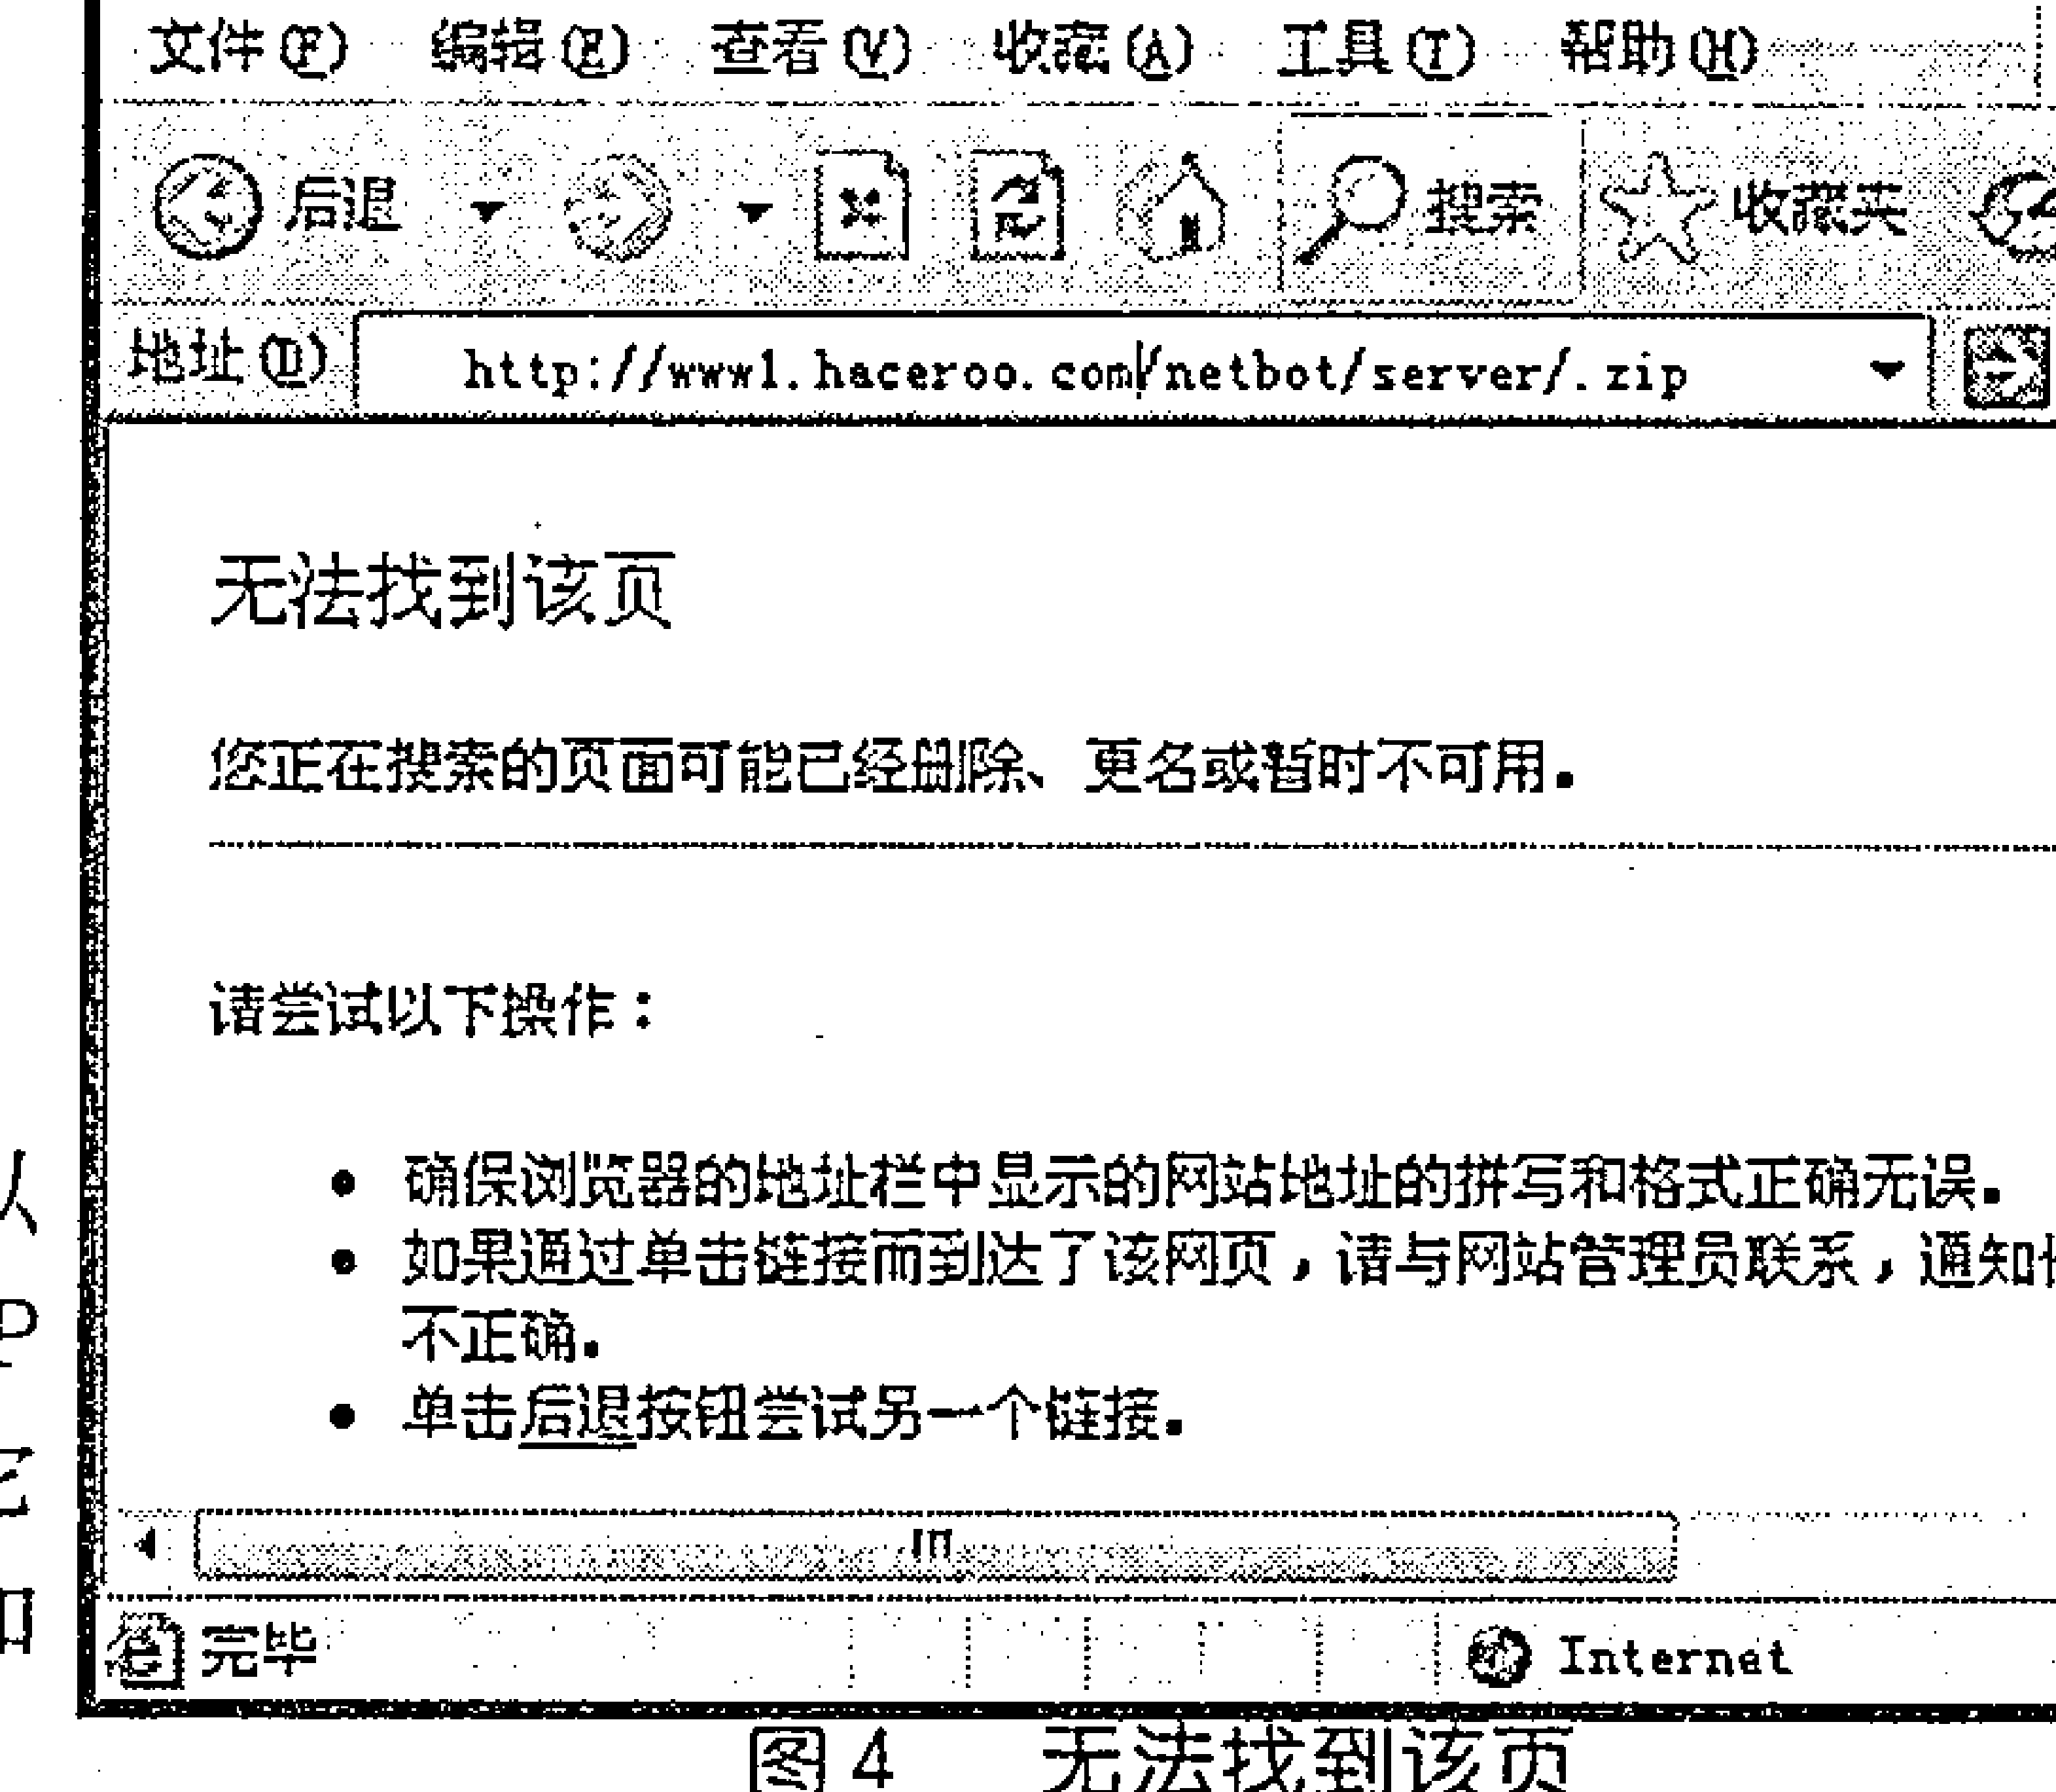 文件(F) 编辑(E) 查看(V) 收藏(A) 工具(T) 帮助(H)
后退 搜索 收藏夹
地址(D) http://www1.haceroo.com/netbot/server/.zip
无法找到该页
您正在搜索的页面可能已经删除、更名或暂时不可用。
请尝试以下操作：
• 确保浏览器的地址栏中显示的网站地址的拼写和格式正确无误。
• 如果通过单击链接而到达了该网页，请与网站管理员联系，通知
不正确。
• 单击后退按钮尝试另一个链接。
完毕 Internet
图4 无法找到该页